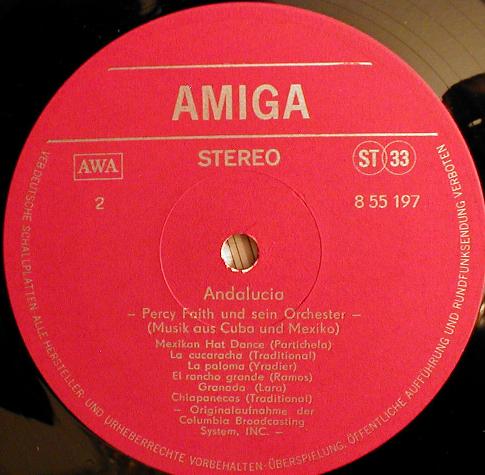 AMIGA
AWA
STEREO
ST 33
2
8 55 197
Andalucia
- Percy Faith und sein Orchester -
(Musik aus Cuba und Mexiko)
Mexikan Hat Dance (Partichela)
La cucaracha (Traditional)
La paloma (Yradier)
El rancho grande (Ramos)
Granada (Lara)
Chiapanecas (Traditional)
- Originalaufnahme der
Columbia Broadcasting
System, INC. -
VEB DEUTSCHE SCHALLPLATTEN ALLE HERSTELLER- UND URHEBERRECHTE VORBEHALTEN·ÜBERSPIELUNG, ÖFFENTLICHE AUFFÜHRUNG UND RUNDFUNKSENDUNG VERBOTEN